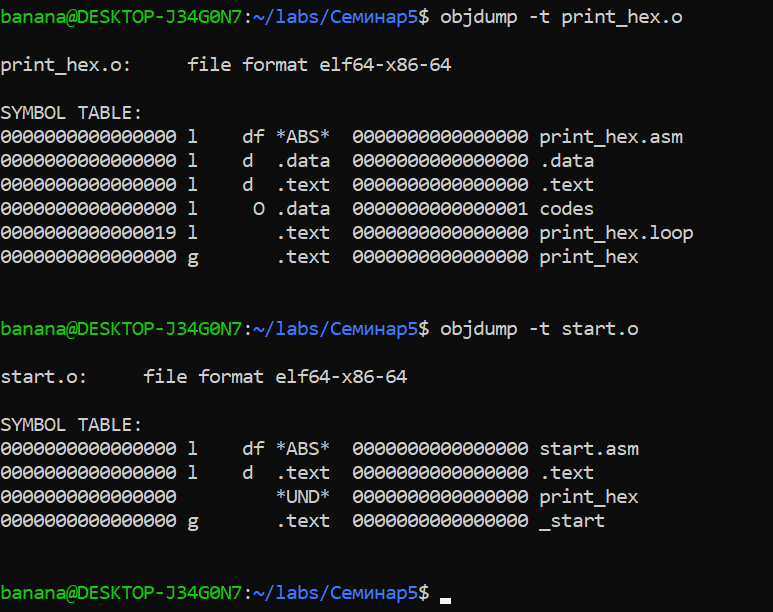 banana@DESKTOP-J34G0N7:~/labs/Семинар5$ objdump -t print_hex.o
print_hex.o:     file format elf64-x86-64
SYMBOL TABLE:
0000000000000000 l    df *ABS*  0000000000000000 print_hex.asm
0000000000000000 l    d  .data  0000000000000000 .data
0000000000000000 l    d  .text  0000000000000000 .text
0000000000000000 l     O .data  0000000000000001 codes
0000000000000019 l       .text  0000000000000000 print_hex.loop
0000000000000000 g       .text  0000000000000000 print_hex
banana@DESKTOP-J34G0N7:~/labs/Семинар5$ objdump -t start.o
start.o:     file format elf64-x86-64
SYMBOL TABLE:
0000000000000000 l    df *ABS*  0000000000000000 start.asm
0000000000000000 l    d  .text  0000000000000000 .text
0000000000000000         *UND*  0000000000000000 print_hex
0000000000000000 g       .text  0000000000000000 _start
banana@DESKTOP-J34G0N7:~/labs/Семинар5$